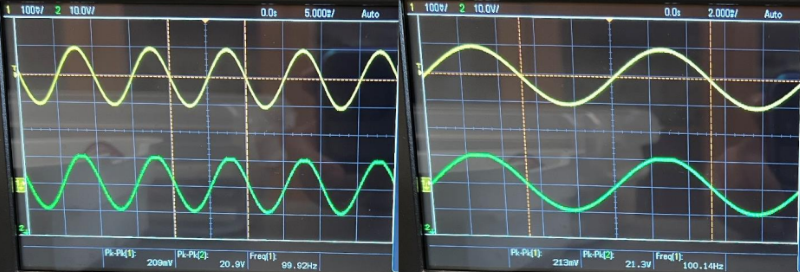 1 100V/ 2 10.0V/ 0.0s 5.000s/ Auto
Pk-Pk(1): Pk-Pk(2): Freq(1):
209mV 20.9V 99.92Hz
1 100V/ 2 10.0V/ 0.0s 2.000s/ Auto
Pk-Pk(1): Pk-Pk(2): Freq(1):
213mV 21.3V 100.14Hz